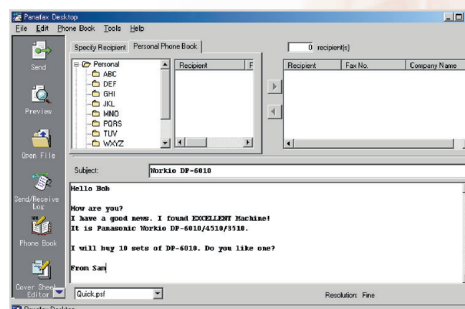 Panafax Desktop
File Edit Phone Book Tools Help
Send
Preview
Open File
Send/Receive
Log
Phone Book
Cover Sheet
Editor
Specify Recipient Personal Phone Book
Personal
ABC
DEF
GHI
JKL
MNO
PQRS
TUV
WXYZ
Recipient F
0 recipient(s)
Recipient Fax No. Company Name
Subject: Workio DP-6010
Hello Bob
How are you?
I have a good news. I found EXCELLENT Machine!
It is Panasonic Workio DP-6010/4510/3510.
I will buy 10 sets of DP-6010. Do you like one?
From Sam
Quick.psf
Resolution: Fine
Panafax Desktop